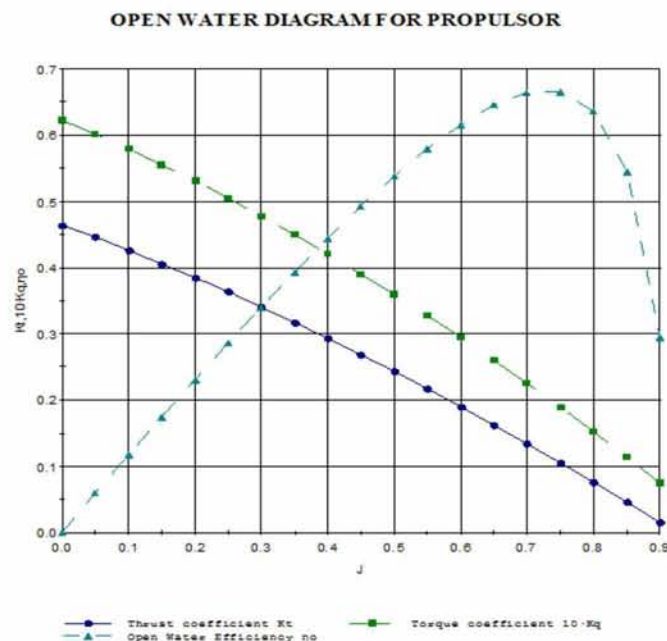 OPEN WATER DIAGRAM FOR PROPULSOR
0.7
0.6
0.5
0.4
0.3
0.2
0.1
0.0
Kt,10Kq,ηo
0.0 0.1 0.2 0.3 0.4 0.5 0.6 0.7 0.8 0.9
J
Thrust coefficient Kt
Torque coefficient 10·Kq
Open Water Efficiency ηo